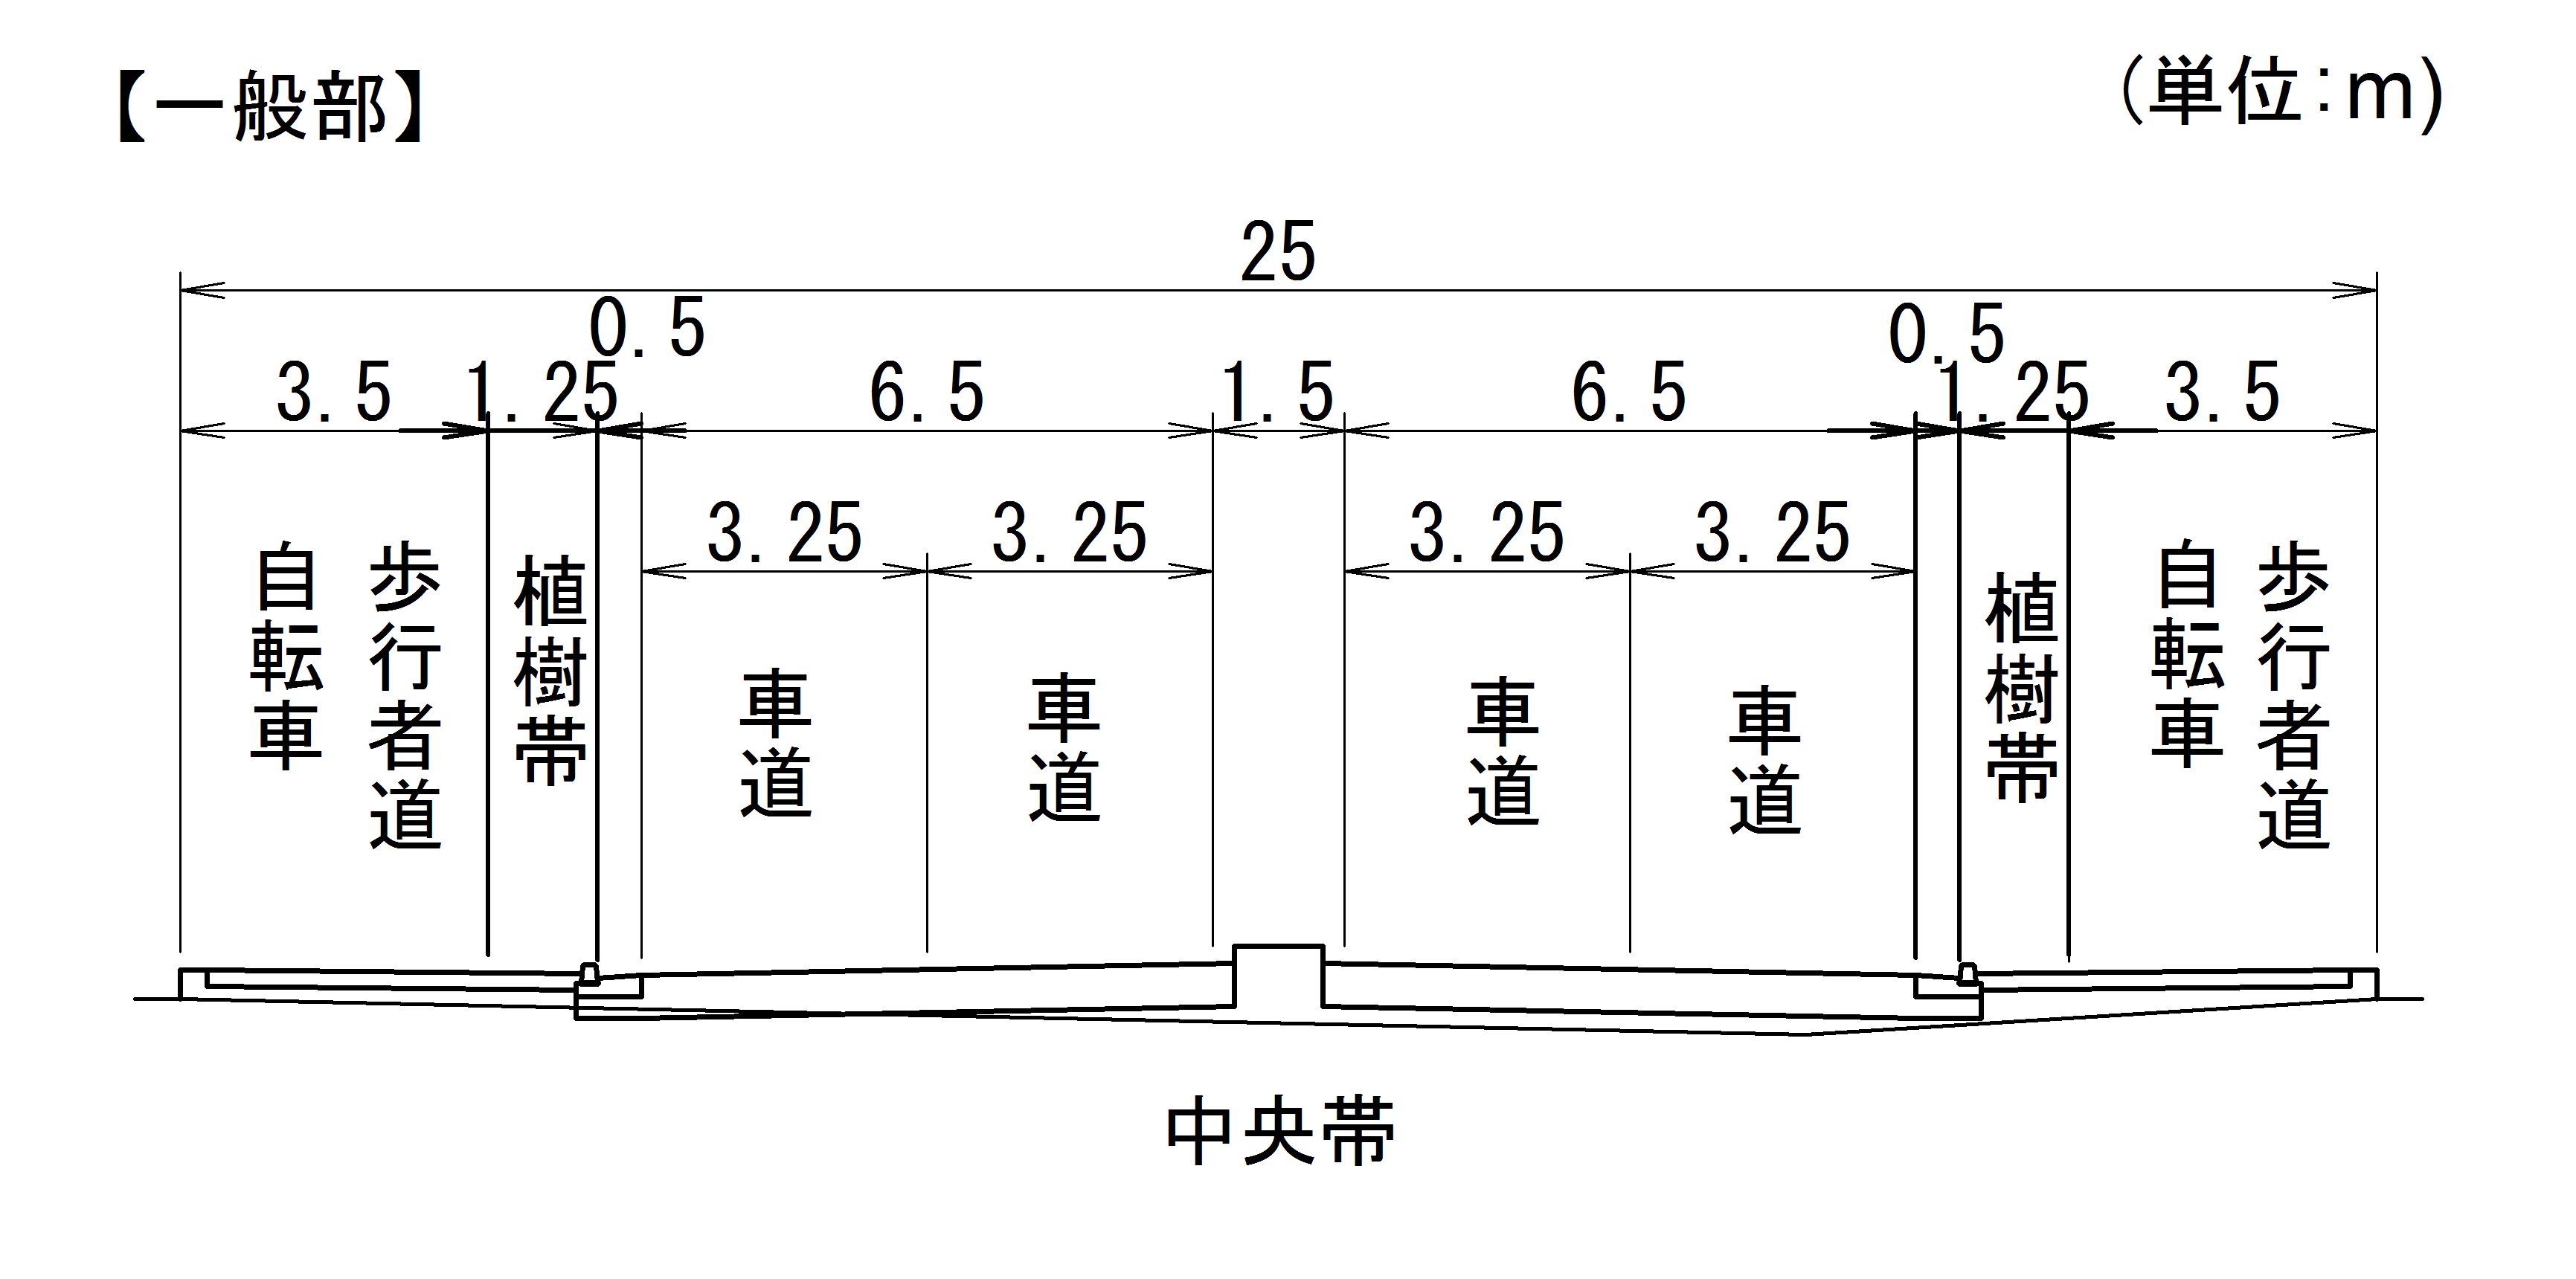 【一般部】
(単位:m)
25
0.5
0.5
3.5
1.25
6.5
1.5
6.5
1.25
3.5
3.25
3.25
3.25
3.25
自転車
歩行者道
植樹帯
車道
車道
車道
車道
植樹帯
自転車
歩行者道
中央帯